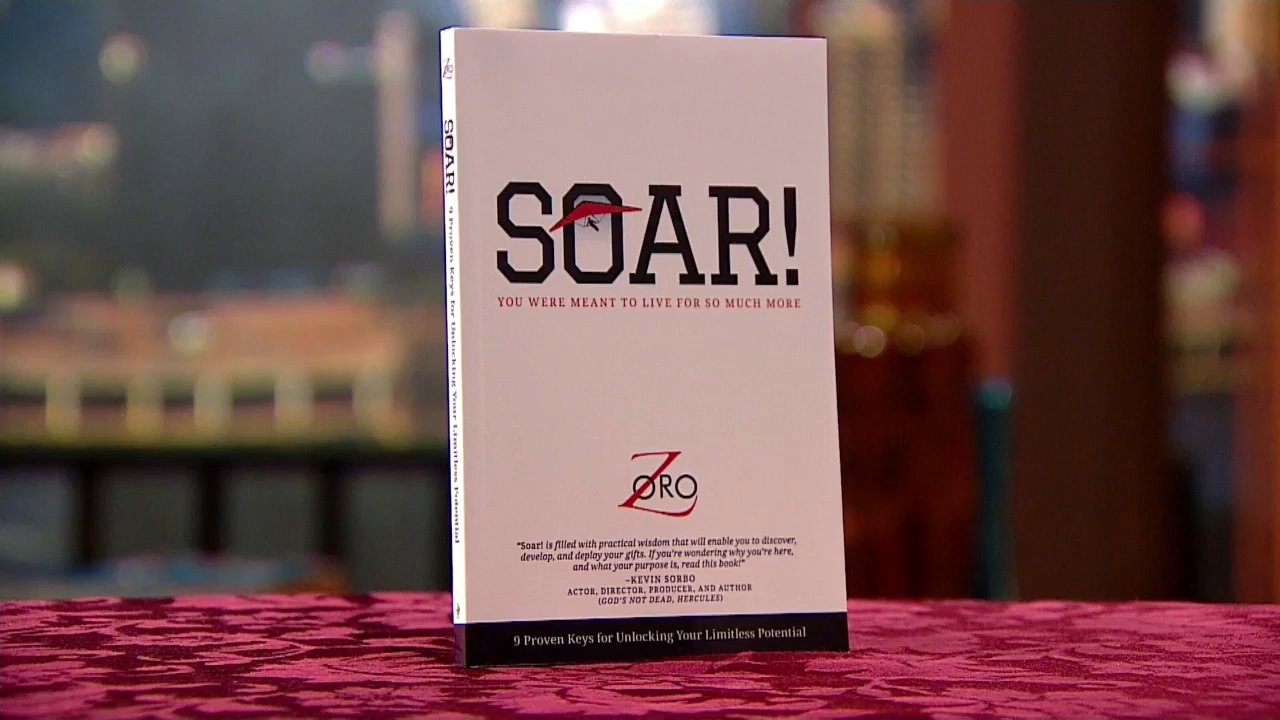 SOAR!
9 Proven Keys for Unlocking Your Limitless Potential
SOAR!
YOU WERE MEANT TO LIVE FOR SO MUCH MORE
ZORO
"Soar! is filled with practical wisdom that will enable you to discover,
develop, and deploy your gifts. If you're wondering why you're here,
and what your purpose is, read this book!"
–KEVIN SORBO
ACTOR, DIRECTOR, PRODUCER, AND AUTHOR
(GOD'S NOT DEAD, HERCULES)
9 Proven Keys for Unlocking Your Limitless Potential